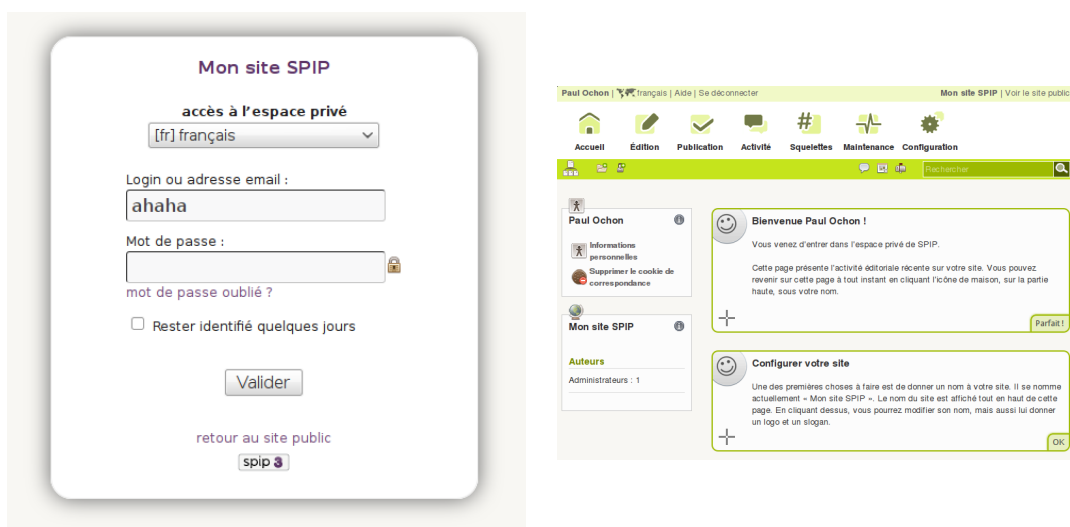 Mon site SPIP
accès à l'espace privé
[fr] français
Login ou adresse email :
ahaha
Mot de passe :
mot de passe oublié ?
Rester identifié quelques jours
Valider
retour au site public
spip 3
Paul Ochon | français | Aide | Se déconnecter
Mon site SPIP | Voir le site public
Accueil Édition Publication Activité Squelettes Maintenance Configuration
Rechercher
Paul Ochon
Informations
personnelles
Supprimer le cookie de
correspondance
Mon site SPIP
Auteurs
Administrateurs : 1
Bienvenue Paul Ochon !
Vous venez d'entrer dans l'espace privé de SPIP.
Cette page présente l'activité éditoriale récente sur votre site. Vous pouvez
revenir sur cette page à tout instant en cliquant l'icône de maison, sur la partie
haute, sous votre nom.
Parfait !
Configurer votre site
Une des premières choses à faire est de donner un nom à votre site. Il se nomme
actuellement « Mon site SPIP ». Le nom du site est affiché tout en haut de cette
page. En cliquant dessus, vous pourrez modifier son nom, mais aussi lui donner
un logo et un slogan.
OK